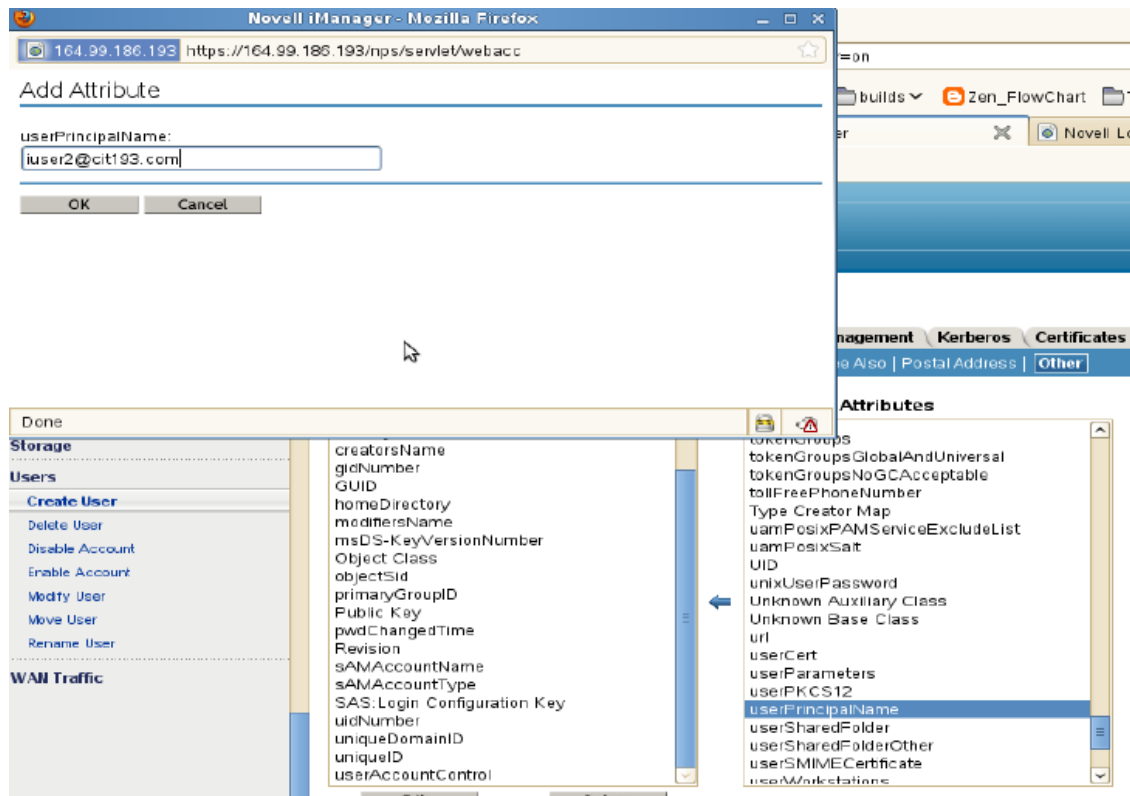 Novell iManager - Mozilla Firefox
164.99.186.193 https://164.99.186.193/nps/servlet/webacc
=on
builds
Zen_FlowChart
er
Novell Lo
Add Attribute
userPrincipalName:
iuser2@cit193.com
OK Cancel
nagement Kerberos Certificates
e Also | Postal Address | Other
Done
Attributes
Storage
Users
Create User
Delete User
Disable Account
Enable Account
Modify User
Move User
Rename User
WAN Traffic
creatorsName
gidNumber
GUID
homeDirectory
modifiersName
msDS-KeyVersionNumber
Object Class
objectSid
primaryGroupID
Public Key
pwdChangedTime
Revision
sAMAccountName
sAMAccountType
SAS:Login Configuration Key
uidNumber
uniqueDomainID
uniqueID
userAccountControl
tokenGroups
tokenGroupsGlobalAndUniversal
tokenGroupsNoGCAcceptable
tollFreePhoneNumber
Type Creator Map
uamPosixPAMServiceExcludeList
uamPosixSalt
UID
unixUserPassword
Unknown Auxiliary Class
Unknown Base Class
url
userCert
userParameters
userPKCS12
userPrincipalName
userSharedFolder
userSharedFolderOther
userSMIMECertificate
userWorkstations